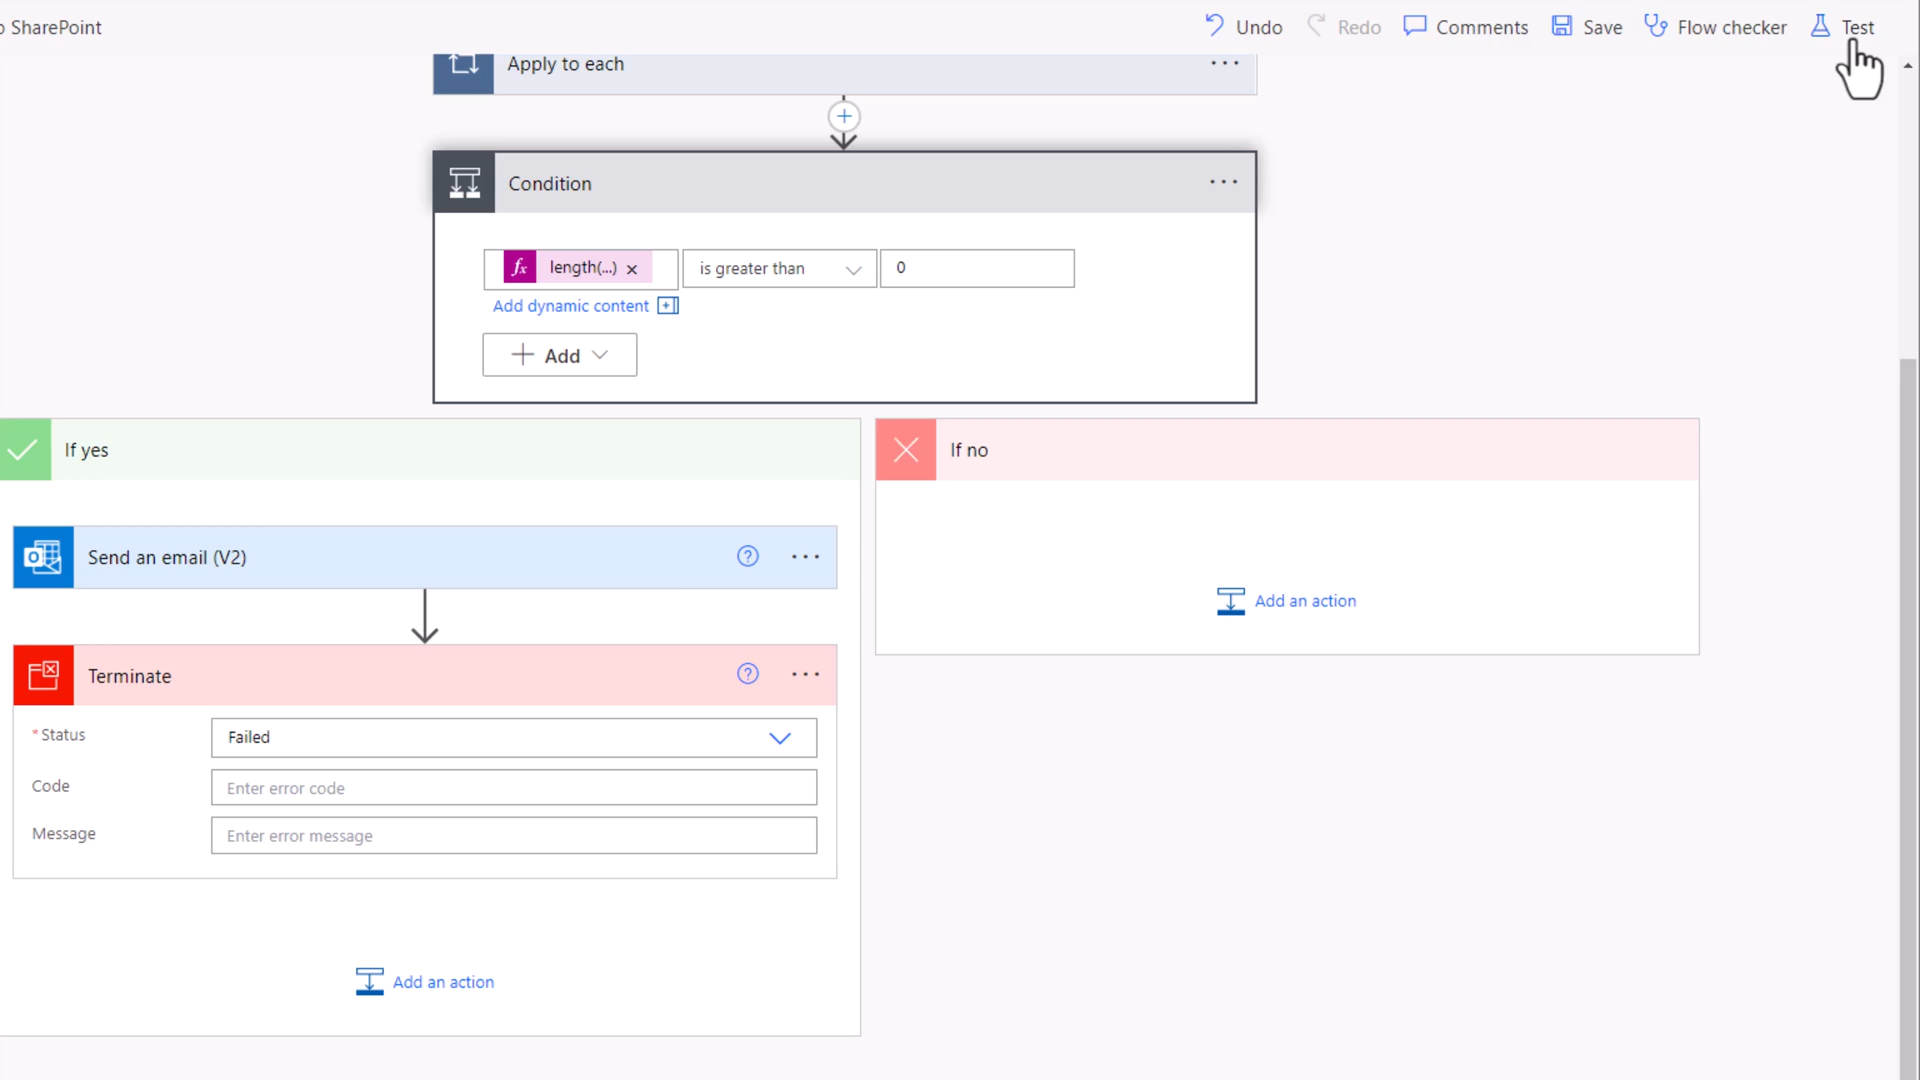 SharePoint
Undo Redo Comments Save Flow checker Test
Apply to each
Condition
fx length(...) × is greater than 0
Add dynamic content
Add
If yes
If no
Send an email (V2)
Add an action
Terminate
* Status Failed
Code Enter error code
Message Enter error message
Add an action